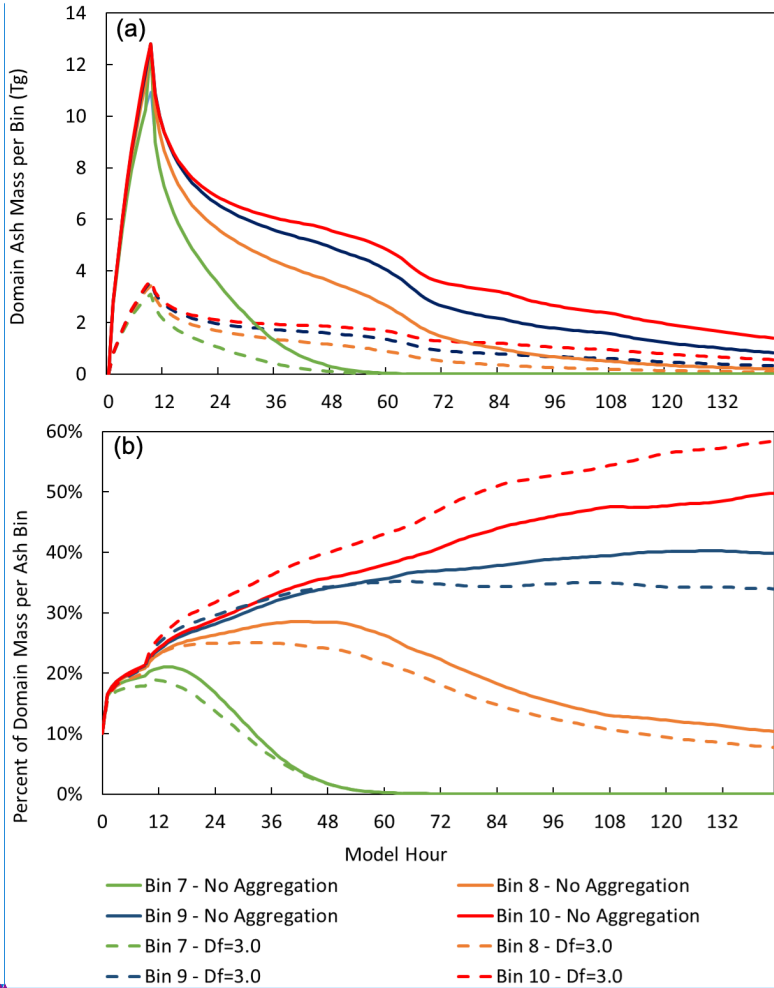 (a)
Domain Ash Mass per Bin (Tg)
14
12
10
8
6
4
2
0
0 12 24 36 48 60 72 84 96 108 120 132
(b)
Percent of Domain Mass per Ash Bin
60%
50%
40%
30%
20%
10%
0%
0 12 24 36 48 60 72 84 96 108 120 132
Model Hour
Bin 7 - No Aggregation Bin 8 - No Aggregation
Bin 9 - No Aggregation Bin 10 - No Aggregation
Bin 7 - Df=3.0 Bin 8 - Df=3.0
Bin 9 - Df=3.0 Bin 10 - Df=3.0